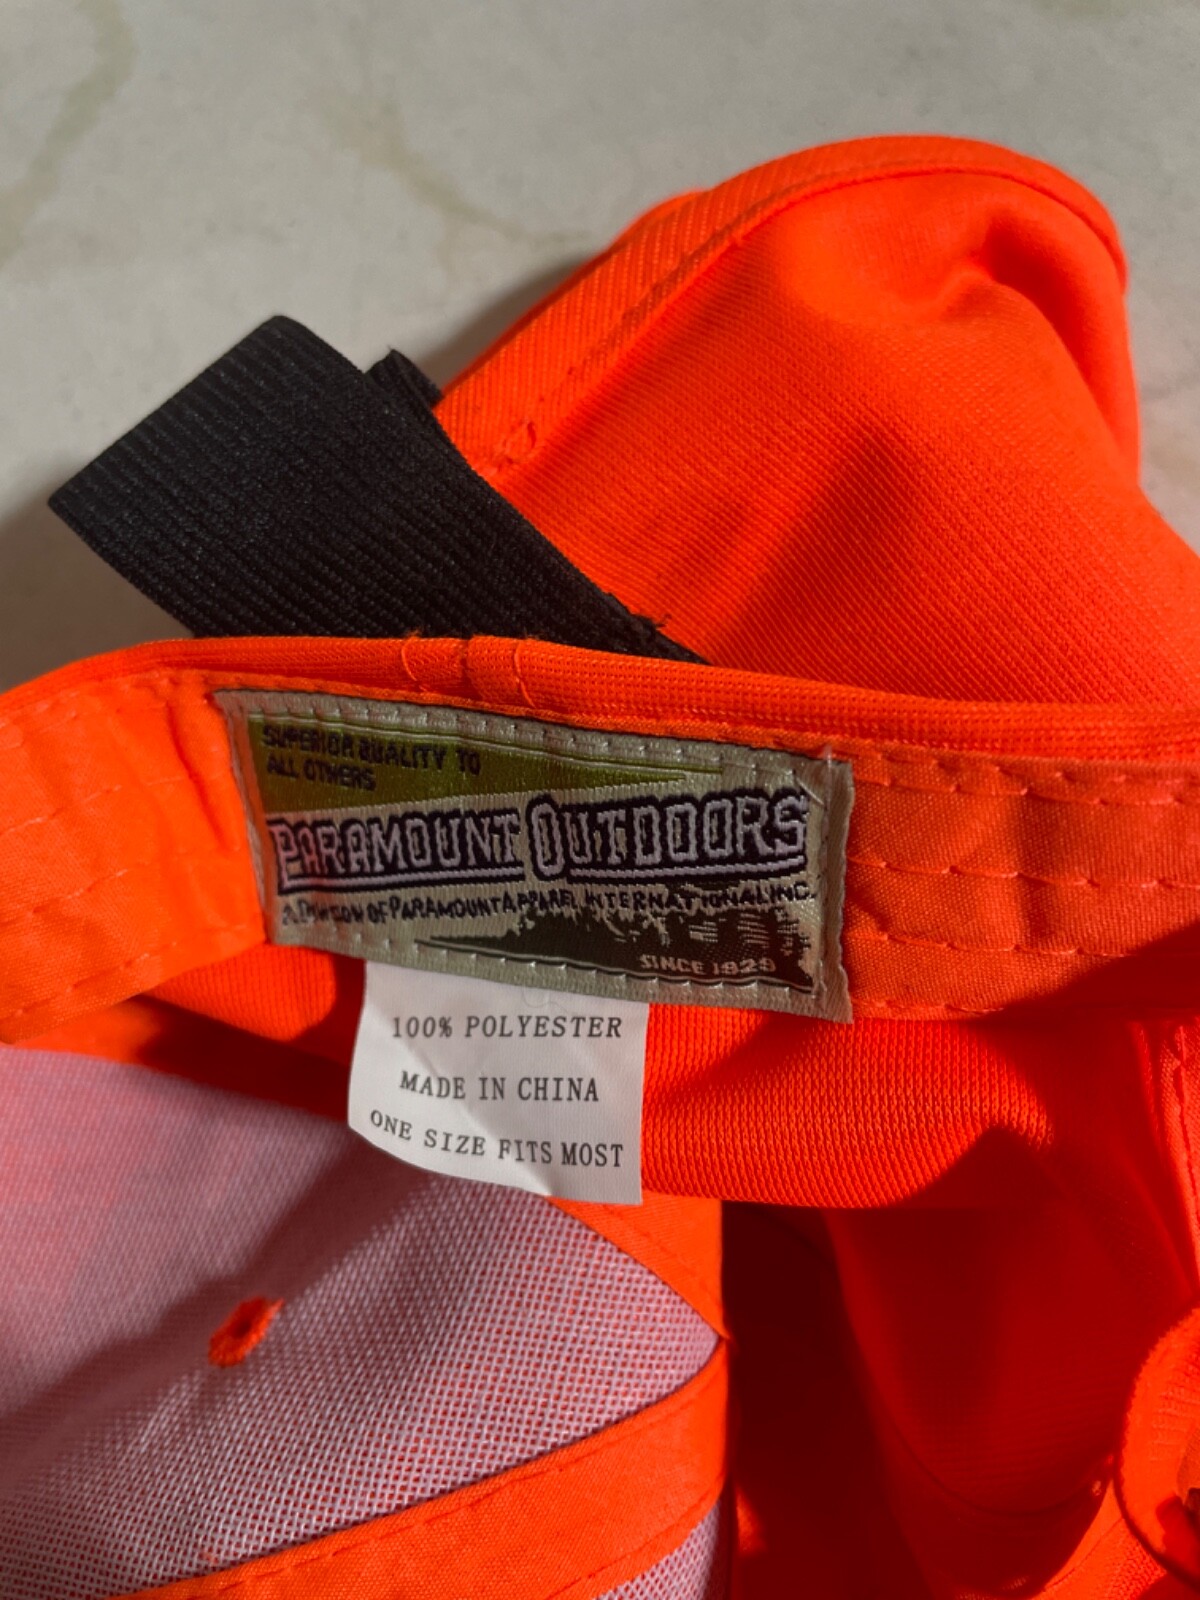 SUPERIOR QUALITY TO
ALL OTHERS
PARAMOUNT OUTDOORS
A DIVISION OF PARAMOUNT APPAREL INTERNATIONAL, INC.
SINCE 1929
100% POLYESTER
MADE IN CHINA
ONE SIZE FITS MOST